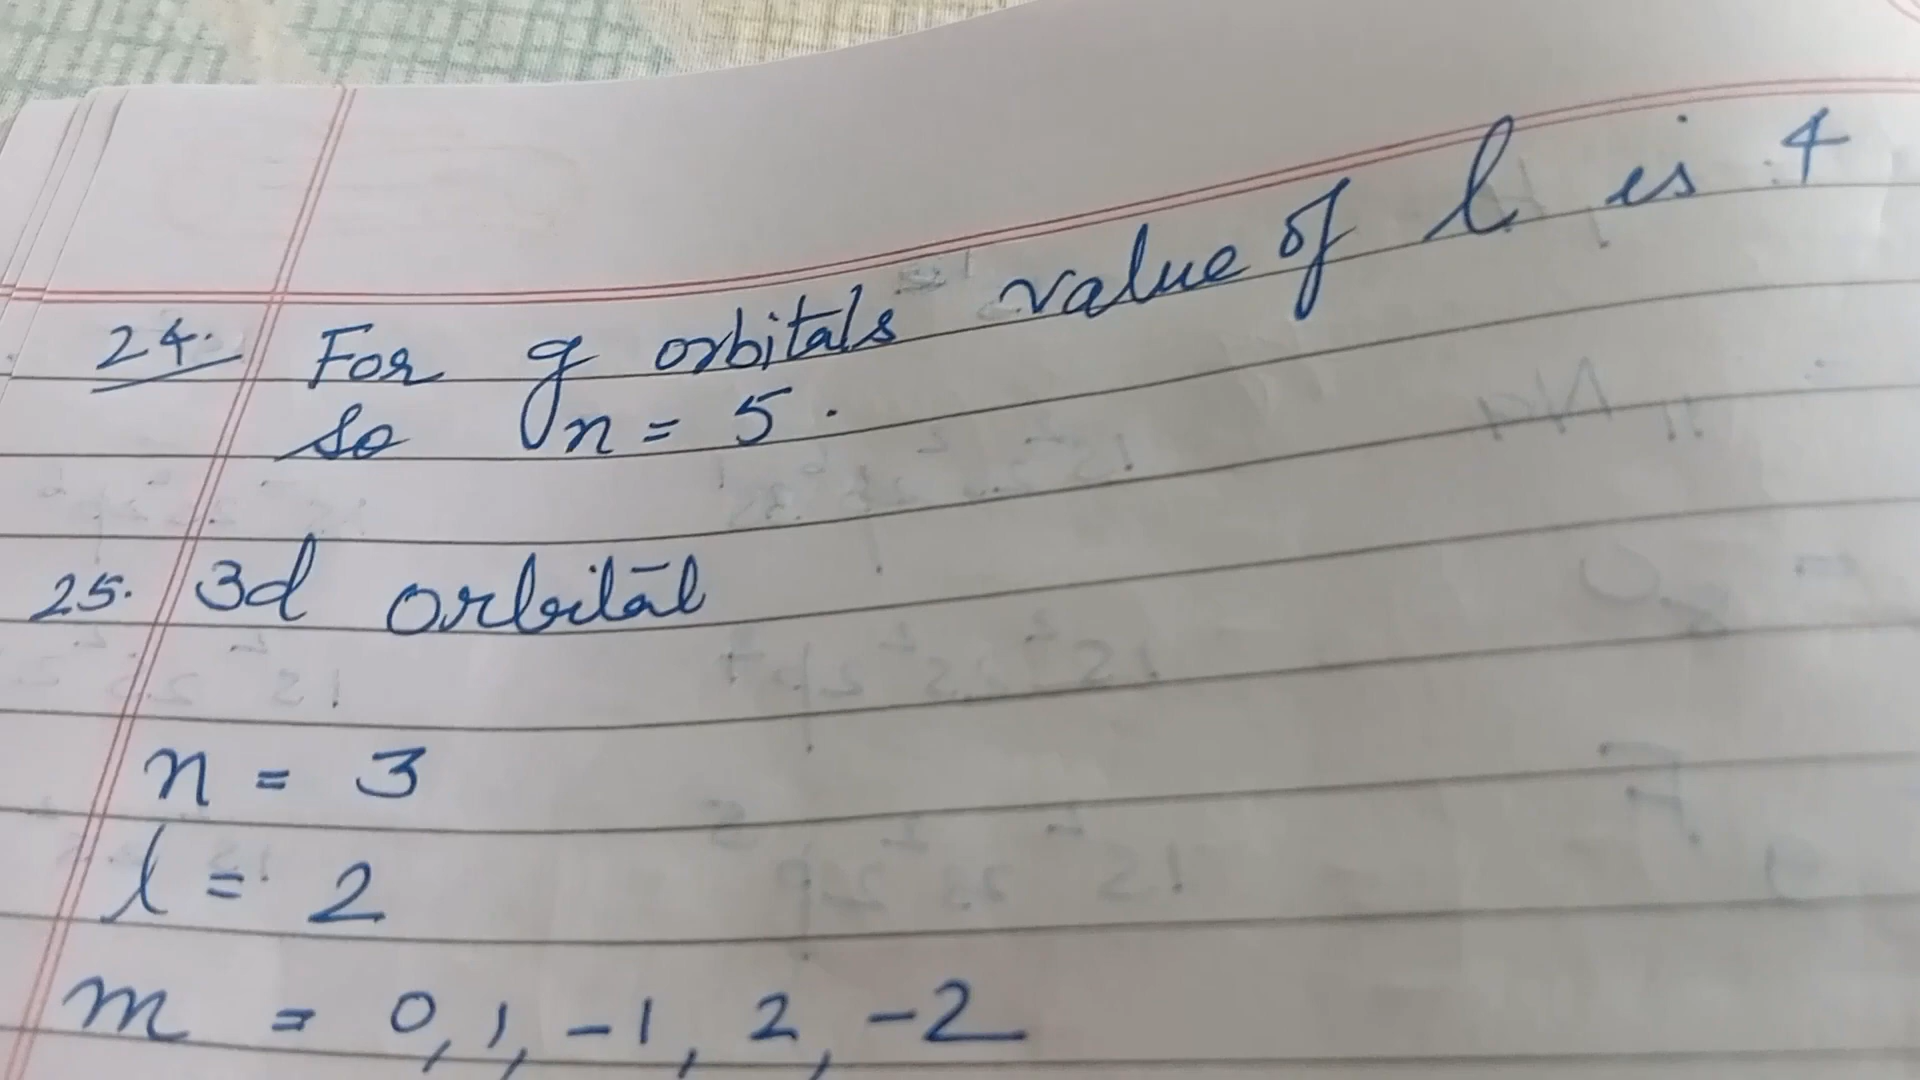 24. For g orbitals value of l is 4
so n = 5.
25. 3d orbital
n = 3
l = 2
m = 0, 1, -1, 2, -2